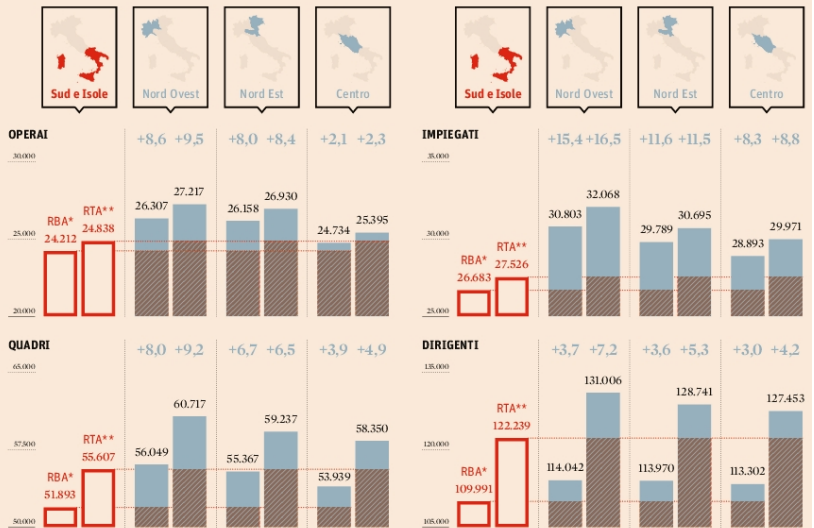 Sud e Isole
Nord Ovest
Nord Est
Centro
Sud e Isole
Nord Ovest
Nord Est
Centro
OPERAI
+8,6 +9,5
+8,0 +8,4
+2,1 +2,3
30.000
25.000
20.000
RBA*
24.212
RTA**
24.838
26.307
27.217
26.158
26.930
24.734
25.395
IMPIEGATI
+15,4 +16,5
+11,6 +11,5
+8,3 +8,8
35.000
30.000
25.000
RBA*
26.683
RTA**
27.526
30.803
32.068
29.789
30.695
28.893
29.971
QUADRI
+8,0 +9,2
+6,7 +6,5
+3,9 +4,9
65.000
57.500
50.000
RBA*
51.893
RTA**
55.607
56.049
60.717
55.367
59.237
53.939
58.350
DIRIGENTI
+3,7 +7,2
+3,6 +5,3
+3,0 +4,2
135.000
120.000
105.000
RBA*
109.991
RTA**
122.239
114.042
131.006
113.970
128.741
113.302
127.453